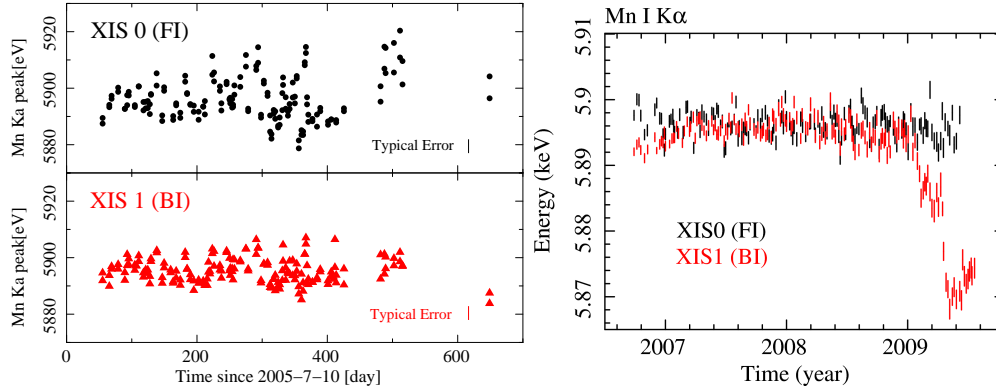 XIS 0 (FI)
Mn Ka peak[eV]
5920
5900
5880
Typical Error
XIS 1 (BI)
Mn Ka peak[eV]
5920
5900
5880
Typical Error
0 200 400 600
Time since 2005−7−10 [day]
Mn I Kα
Energy (keV)
5.91
5.9
5.89
5.88
5.87
XIS0 (FI)
XIS1 (BI)
2007 2008 2009
Time (year)